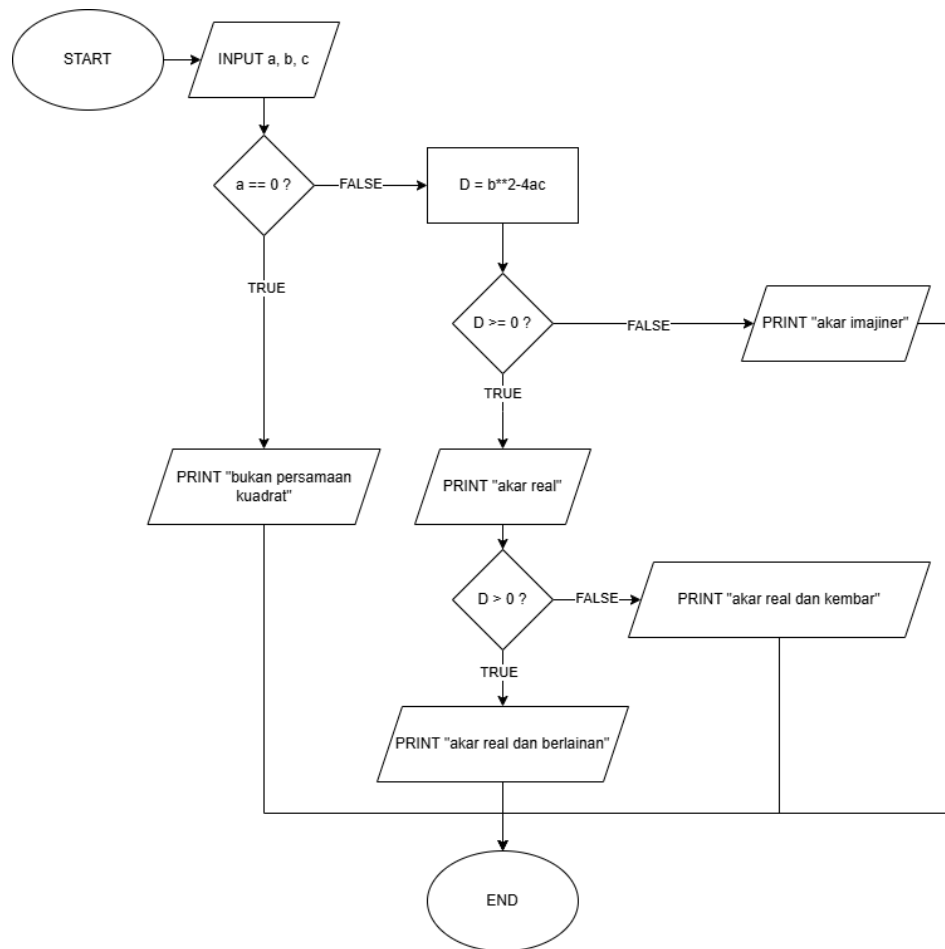 START
INPUT a, b, c
a == 0 ?
FALSE
D = b**2-4ac
TRUE
D >= 0 ?
FALSE
PRINT "akar imajiner"
TRUE
PRINT "bukan persamaan
kuadrat"
PRINT "akar real"
D > 0 ?
FALSE
PRINT "akar real dan kembar"
TRUE
PRINT "akar real dan berlainan"
END